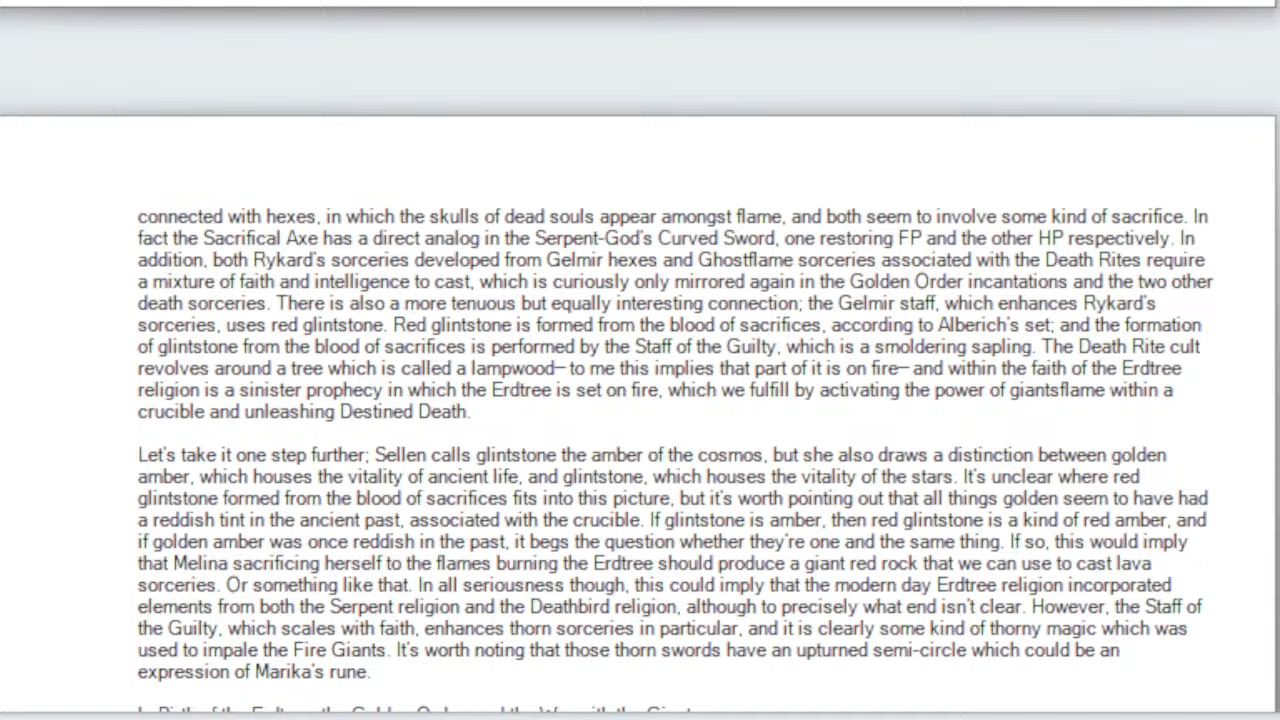 connected with hexes, in which the skulls of dead souls appear amongst flame, and both seem to involve some kind of sacrifice. In
fact the Sacrifical Axe has a direct analog in the Serpent-God's Curved Sword, one restoring FP and the other HP respectively. In
addition, both Rykard's sorceries developed from Gelmir hexes and Ghostflame sorceries associated with the Death Rites require
a mixture of faith and intelligence to cast, which is curiously only mirrored again in the Golden Order incantations and the two other
death sorceries. There is also a more tenuous but equally interesting connection; the Gelmir staff, which enhances Rykard's
sorceries, uses red glintstone. Red glintstone is formed from the blood of sacrifices, according to Alberich's set; and the formation
of glintstone from the blood of sacrifices is performed by the Staff of the Guilty, which is a smoldering sapling. The Death Rite cult
revolves around a tree which is called a lampwood– to me this implies that part of it is on fire– and within the faith of the Erdtree
religion is a sinister prophecy in which the Erdtree is set on fire, which we fulfill by activating the power of giantsflame within a
crucible and unleashing Destined Death.
Let's take it one step further; Sellen calls glintstone the amber of the cosmos, but she also draws a distinction between golden
amber, which houses the vitality of ancient life, and glintstone, which houses the vitality of the stars. It's unclear where red
glintstone formed from the blood of sacrifices fits into this picture, but it's worth pointing out that all things golden seem to have had
a reddish tint in the ancient past, associated with the crucible. If glintstone is amber, then red glintstone is a kind of red amber, and
if golden amber was once reddish in the past, it begs the question whether they're one and the same thing. If so, this would imply
that Melina sacrificing herself to the flames burning the Erdtree should produce a giant red rock that we can use to cast lava
sorceries. Or something like that. In all seriousness though, this could imply that the modern day Erdtree religion incorporated
elements from both the Serpent religion and the Deathbird religion, although to precisely what end isn't clear. However, the Staff of
the Guilty, which scales with faith, enhances thorn sorceries in particular, and it is clearly some kind of thorny magic which was
used to impale the Fire Giants. It's worth noting that those thorn swords have an upturned semi-circle which could be an
expression of Marika's rune.